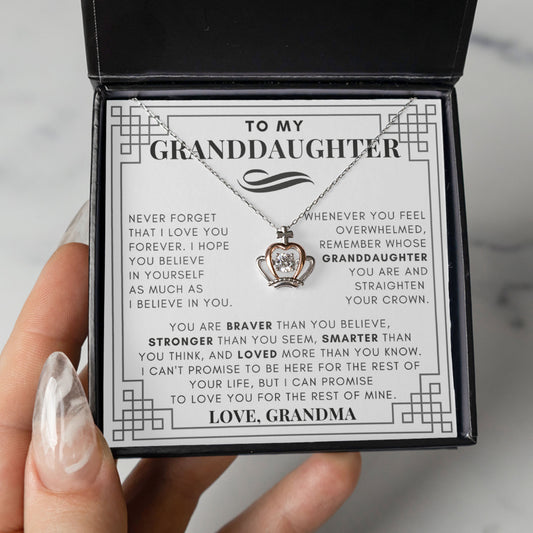 TO MY
GRANDDAUGHTER
NEVER FORGET
THAT I LOVE YOU
FOREVER. I HOPE
YOU BELIEVE
IN YOURSELF
AS MUCH AS
I BELIEVE IN YOU.
WHENEVER YOU FEEL
OVERWHELMED,
REMEMBER WHOSE
GRANDDAUGHTER
YOU ARE AND
STRAIGHTEN
YOUR CROWN.
YOU ARE BRAVER THAN YOU BELIEVE,
STRONGER THAN YOU SEEM, SMARTER THAN
YOU THINK, AND LOVED MORE THAN YOU KNOW.
I CAN'T PROMISE TO BE HERE FOR THE REST OF
YOUR LIFE, BUT I CAN PROMISE
TO LOVE YOU FOR THE REST OF MINE.
LOVE, GRANDMA